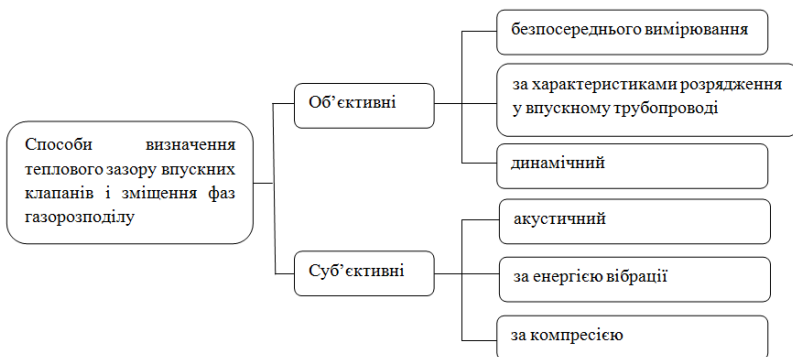 Способи визначення
теплового зазору впускних
клапанів і зміщення фаз
газорозподілу
Об’єктивні
безпосереднього вимірювання
за характеристиками розрядження
у впускному трубопроводі
динамічний
Суб’єктивні
акустичний
за енергією вібрації
за компресією